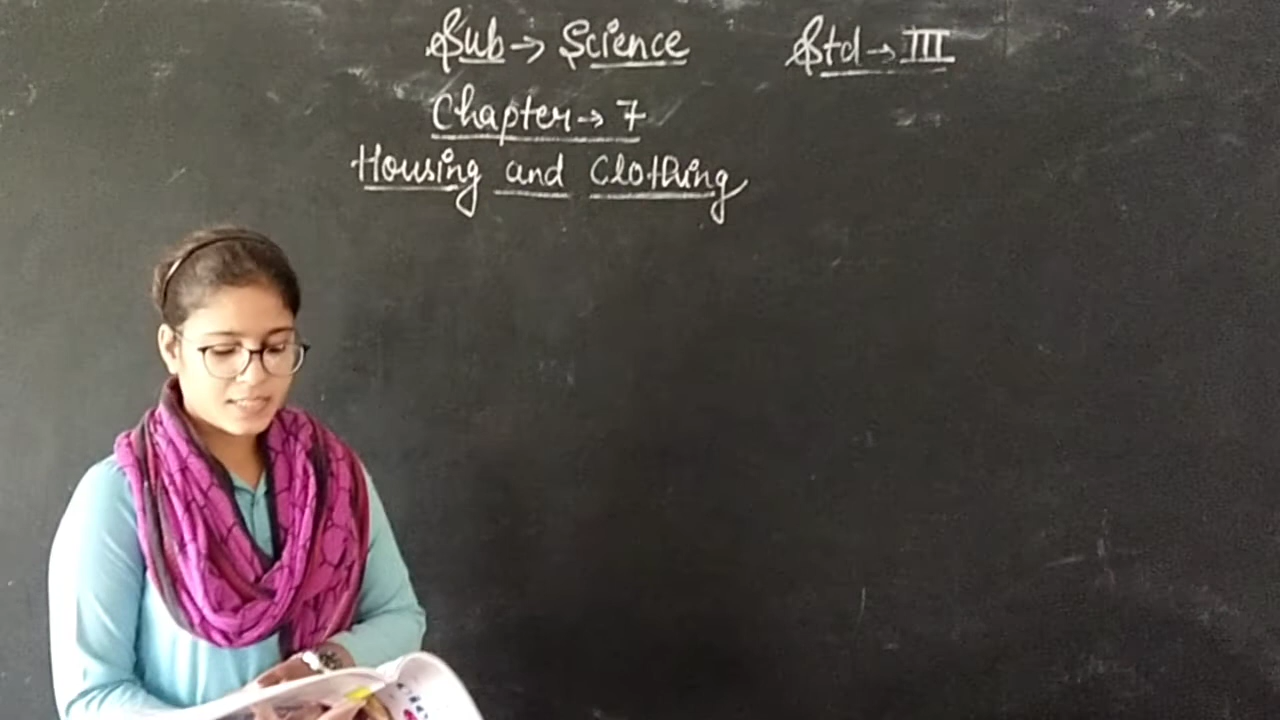 Sub → Science Std → III
Chapter → 7
Housing and Clothing